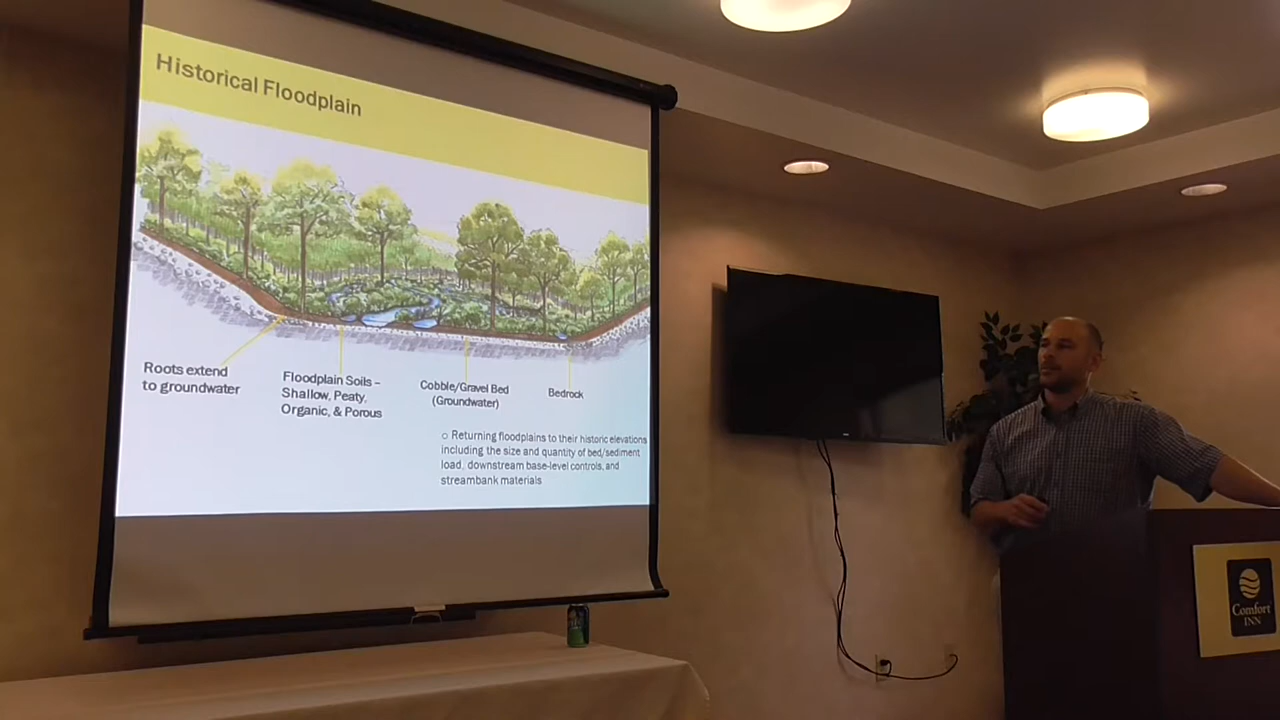 Historical Floodplain
Roots extend
to groundwater
Floodplain Soils –
Shallow, Peaty,
Organic, & Porous
Cobble/Gravel Bed
(Groundwater)
Bedrock
○ Returning floodplains to their historic elevations
including the size and quantity of bed/sediment
load, downstream base-level controls, and
streambank materials
Comfort
INN